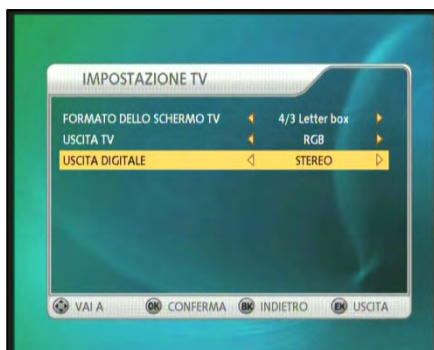 IMPOSTAZIONE TV
FORMATO DELLO SCHERMO TV 4/3 Letter box
USCITA TV RGB
USCITA DIGITALE STEREO
VAI A OK CONFERMA BK INDIETRO EX USCITA